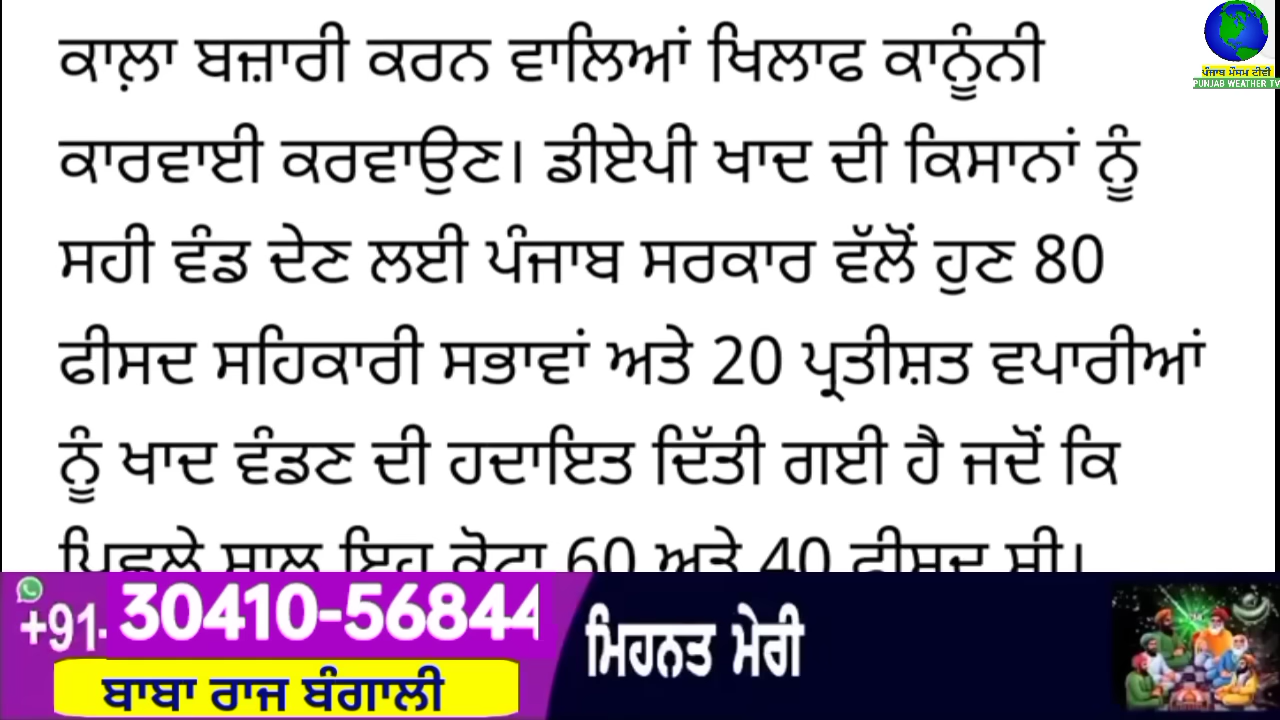 ਕਾਲ਼ਾ ਬਜ਼ਾਰੀ ਕਰਨ ਵਾਲਿਆਂ ਖਿਲਾਫ ਕਾਨੂੰਨੀ
ਕਾਰਵਾਈ ਕਰਵਾਉਣ। ਡੀਏਪੀ ਖਾਦ ਦੀ ਕਿਸਾਨਾਂ ਨੂੰ
ਸਹੀ ਵੰਡ ਦੇਣ ਲਈ ਪੰਜਾਬ ਸਰਕਾਰ ਵੱਲੋਂ ਹੁਣ 80
ਫੀਸਦ ਸਹਿਕਾਰੀ ਸਭਾਵਾਂ ਅਤੇ 20 ਪ੍ਰਤੀਸ਼ਤ ਵਪਾਰੀਆਂ
ਨੂੰ ਖਾਦ ਵੰਡਣ ਦੀ ਹਦਾਇਤ ਦਿੱਤੀ ਗਈ ਹੈ ਜਦੋਂ ਕਿ
ਪਿਛਲੇ ਸਾਲ ਇਹ ਕੋਟਾ 60 ਅਤੇ 40 ਫੀਸਦ ਸੀ।
ਪੰਜਾਬ ਮੌਸਮ ਟੀਵੀ
PUNJAB WEATHER TV
+91-30410-56844
ਬਾਬਾ ਰਾਜ ਬੰਗਾਲੀ
ਮਿਹਨਤ ਮੇਰੀ